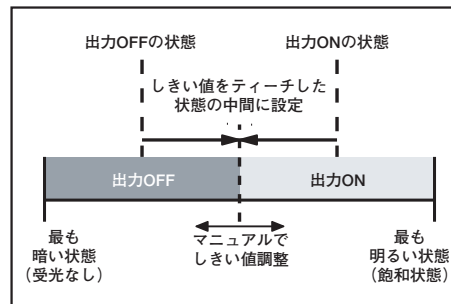 出力OFFの状態
出力ONの状態
しきい値をティーチした
状態の中間に設定
出力OFF
出力ON
最も
暗い状態
(受光なし)
マニュアルで
しきい値調整
最も
明るい状態
(飽和状態)